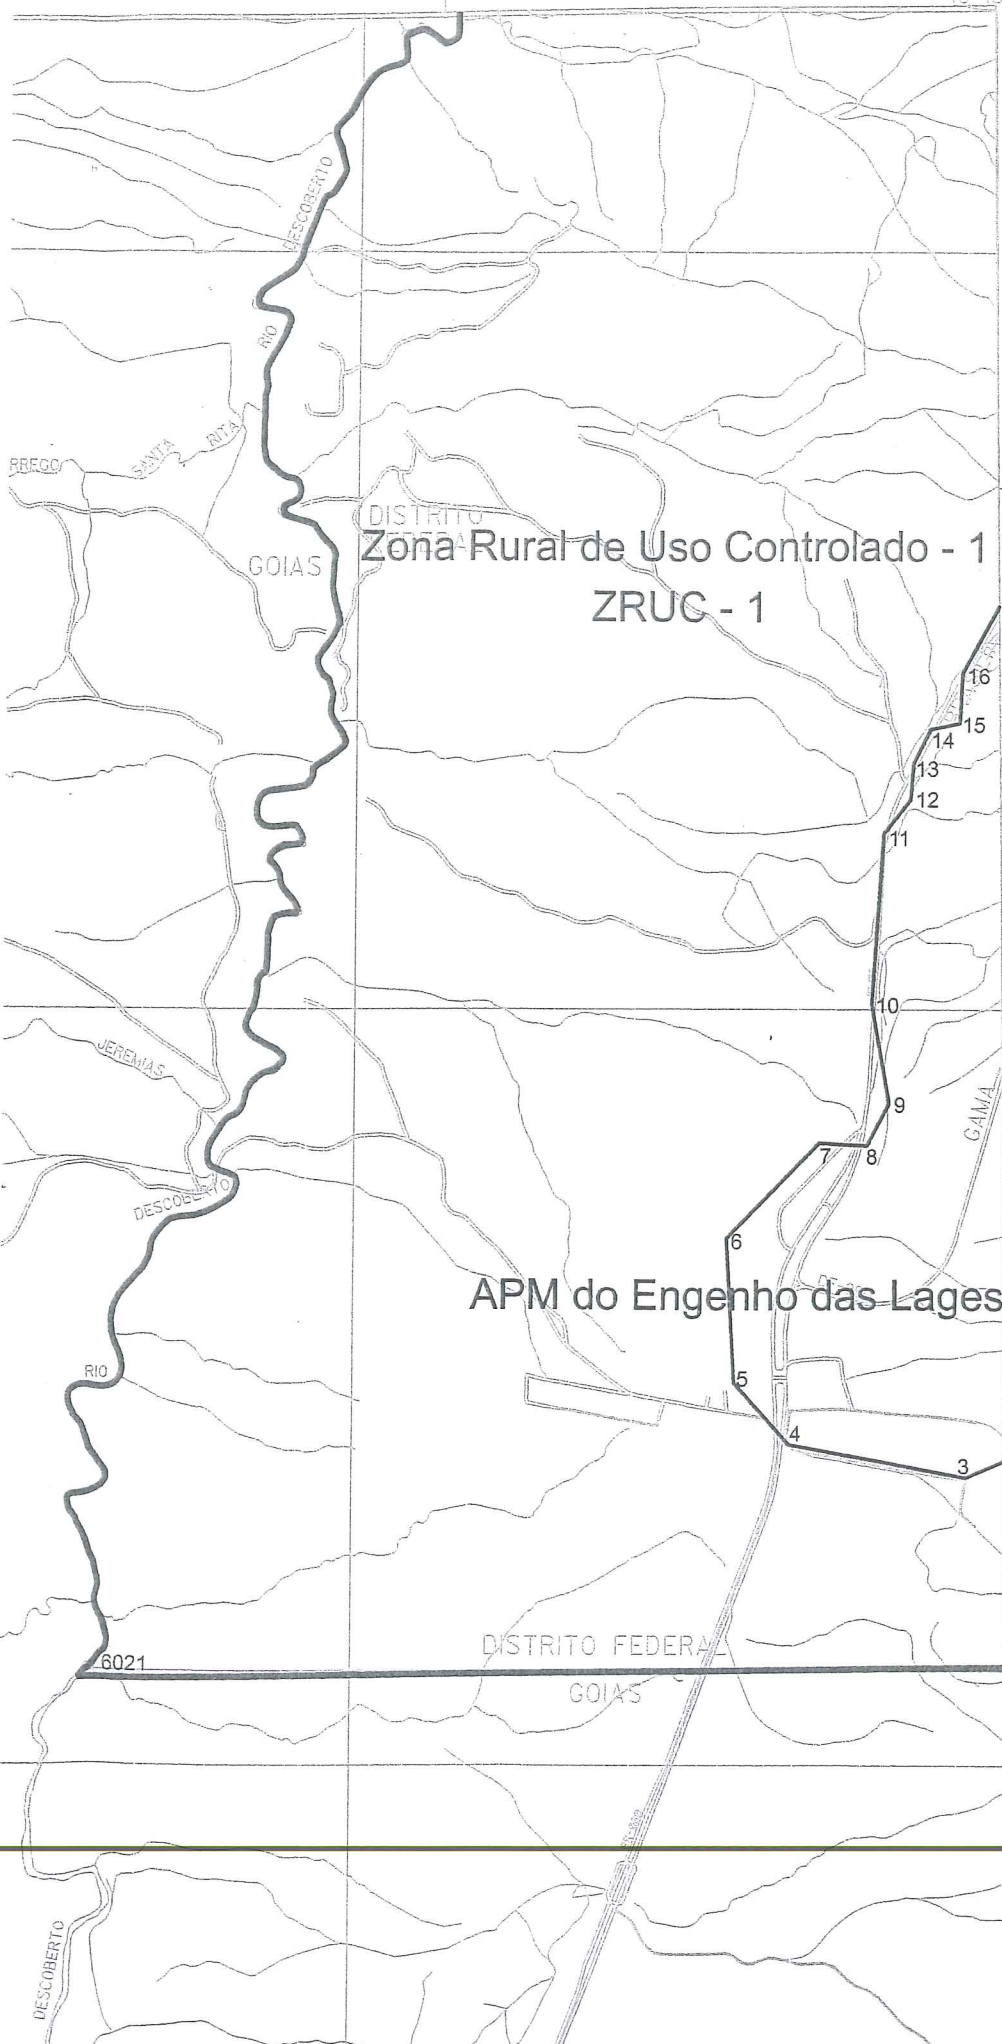 DESCOBERTO
RIO
RREGO
SANTA
RITA
DISTRITO
FEDERAL
GOIAS
Zona Rural de Uso Controlado - 1
ZRUC - 1
16
15
14
13
12
11
10
JEREMIAS
9
GAMA
7
8
DESCOBERTO
6
APM do Engenho das Lages
RIO
5
4
3
DISTRITO FEDERAL
6021
GOIAS
DESCOBERTO